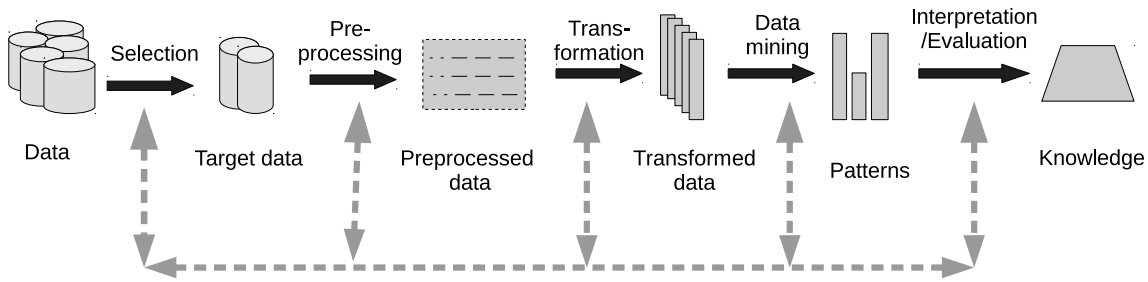 Selection
Pre-
processing
Trans-
formation
Data
mining
Interpretation
/Evaluation
Data
Target data
Preprocessed
data
Transformed
data
Patterns
Knowledge